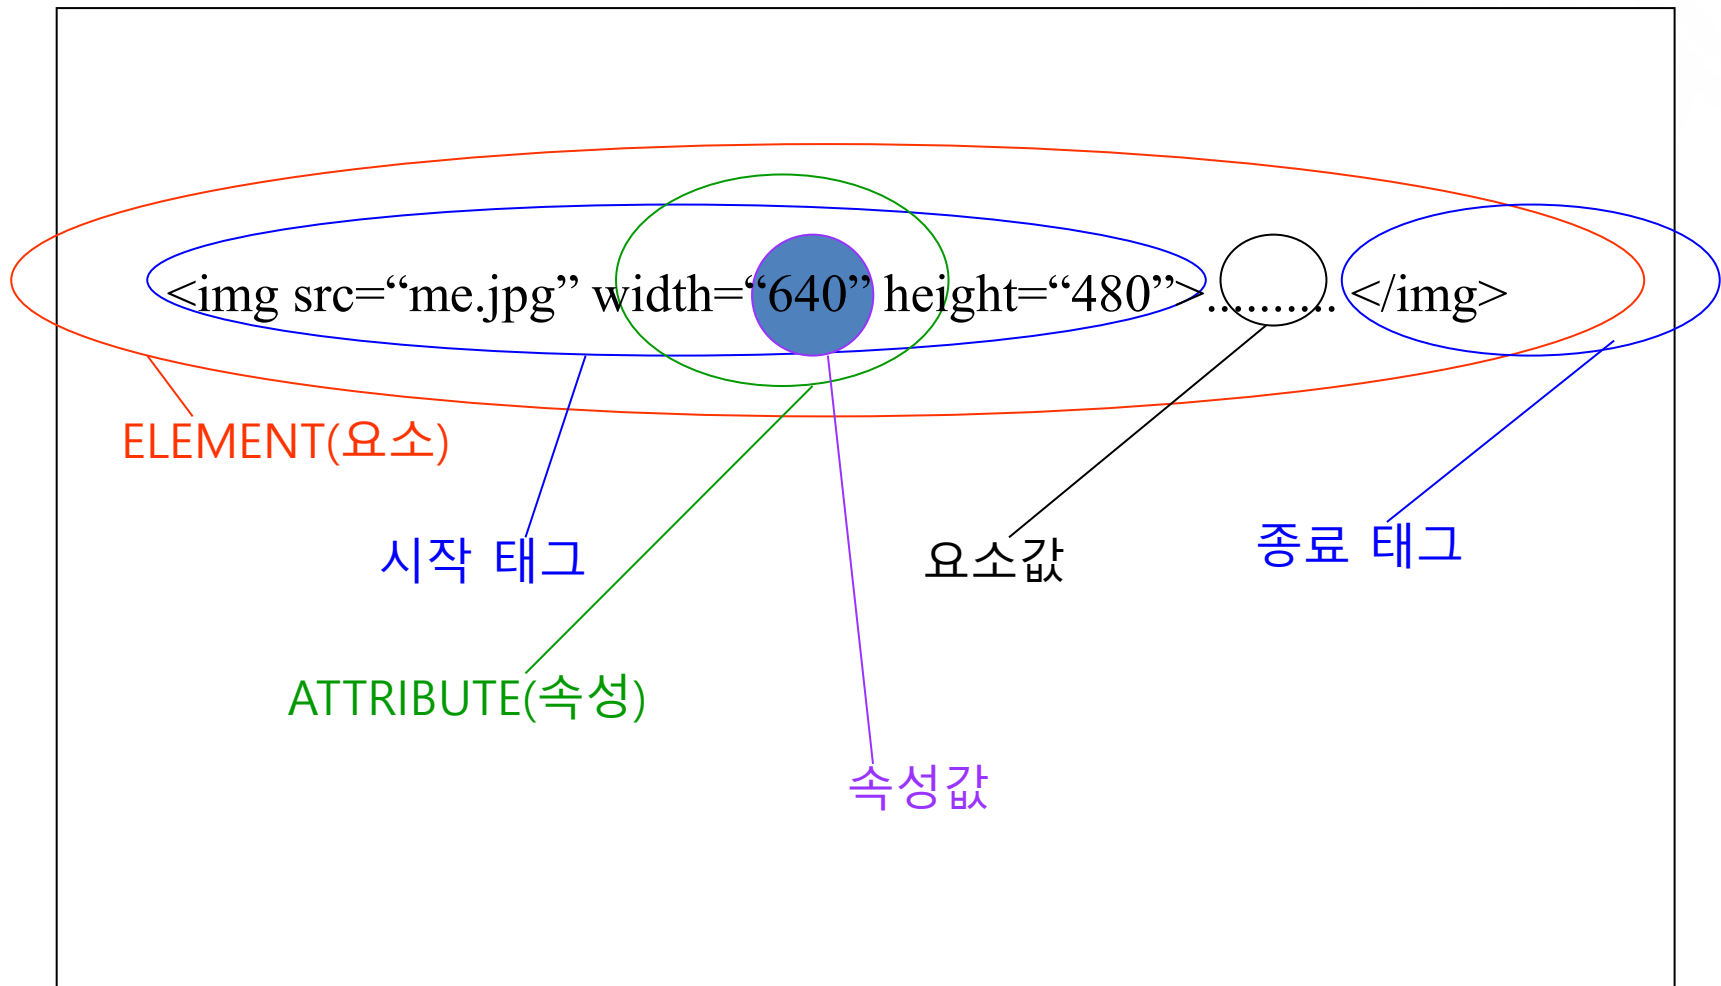 <img src=“me.jpg” width=“640” height=“480”>.......... </img>
ELEMENT(요소)
시작 태그
요소값
종료 태그
ATTRIBUTE(속성)
속성값